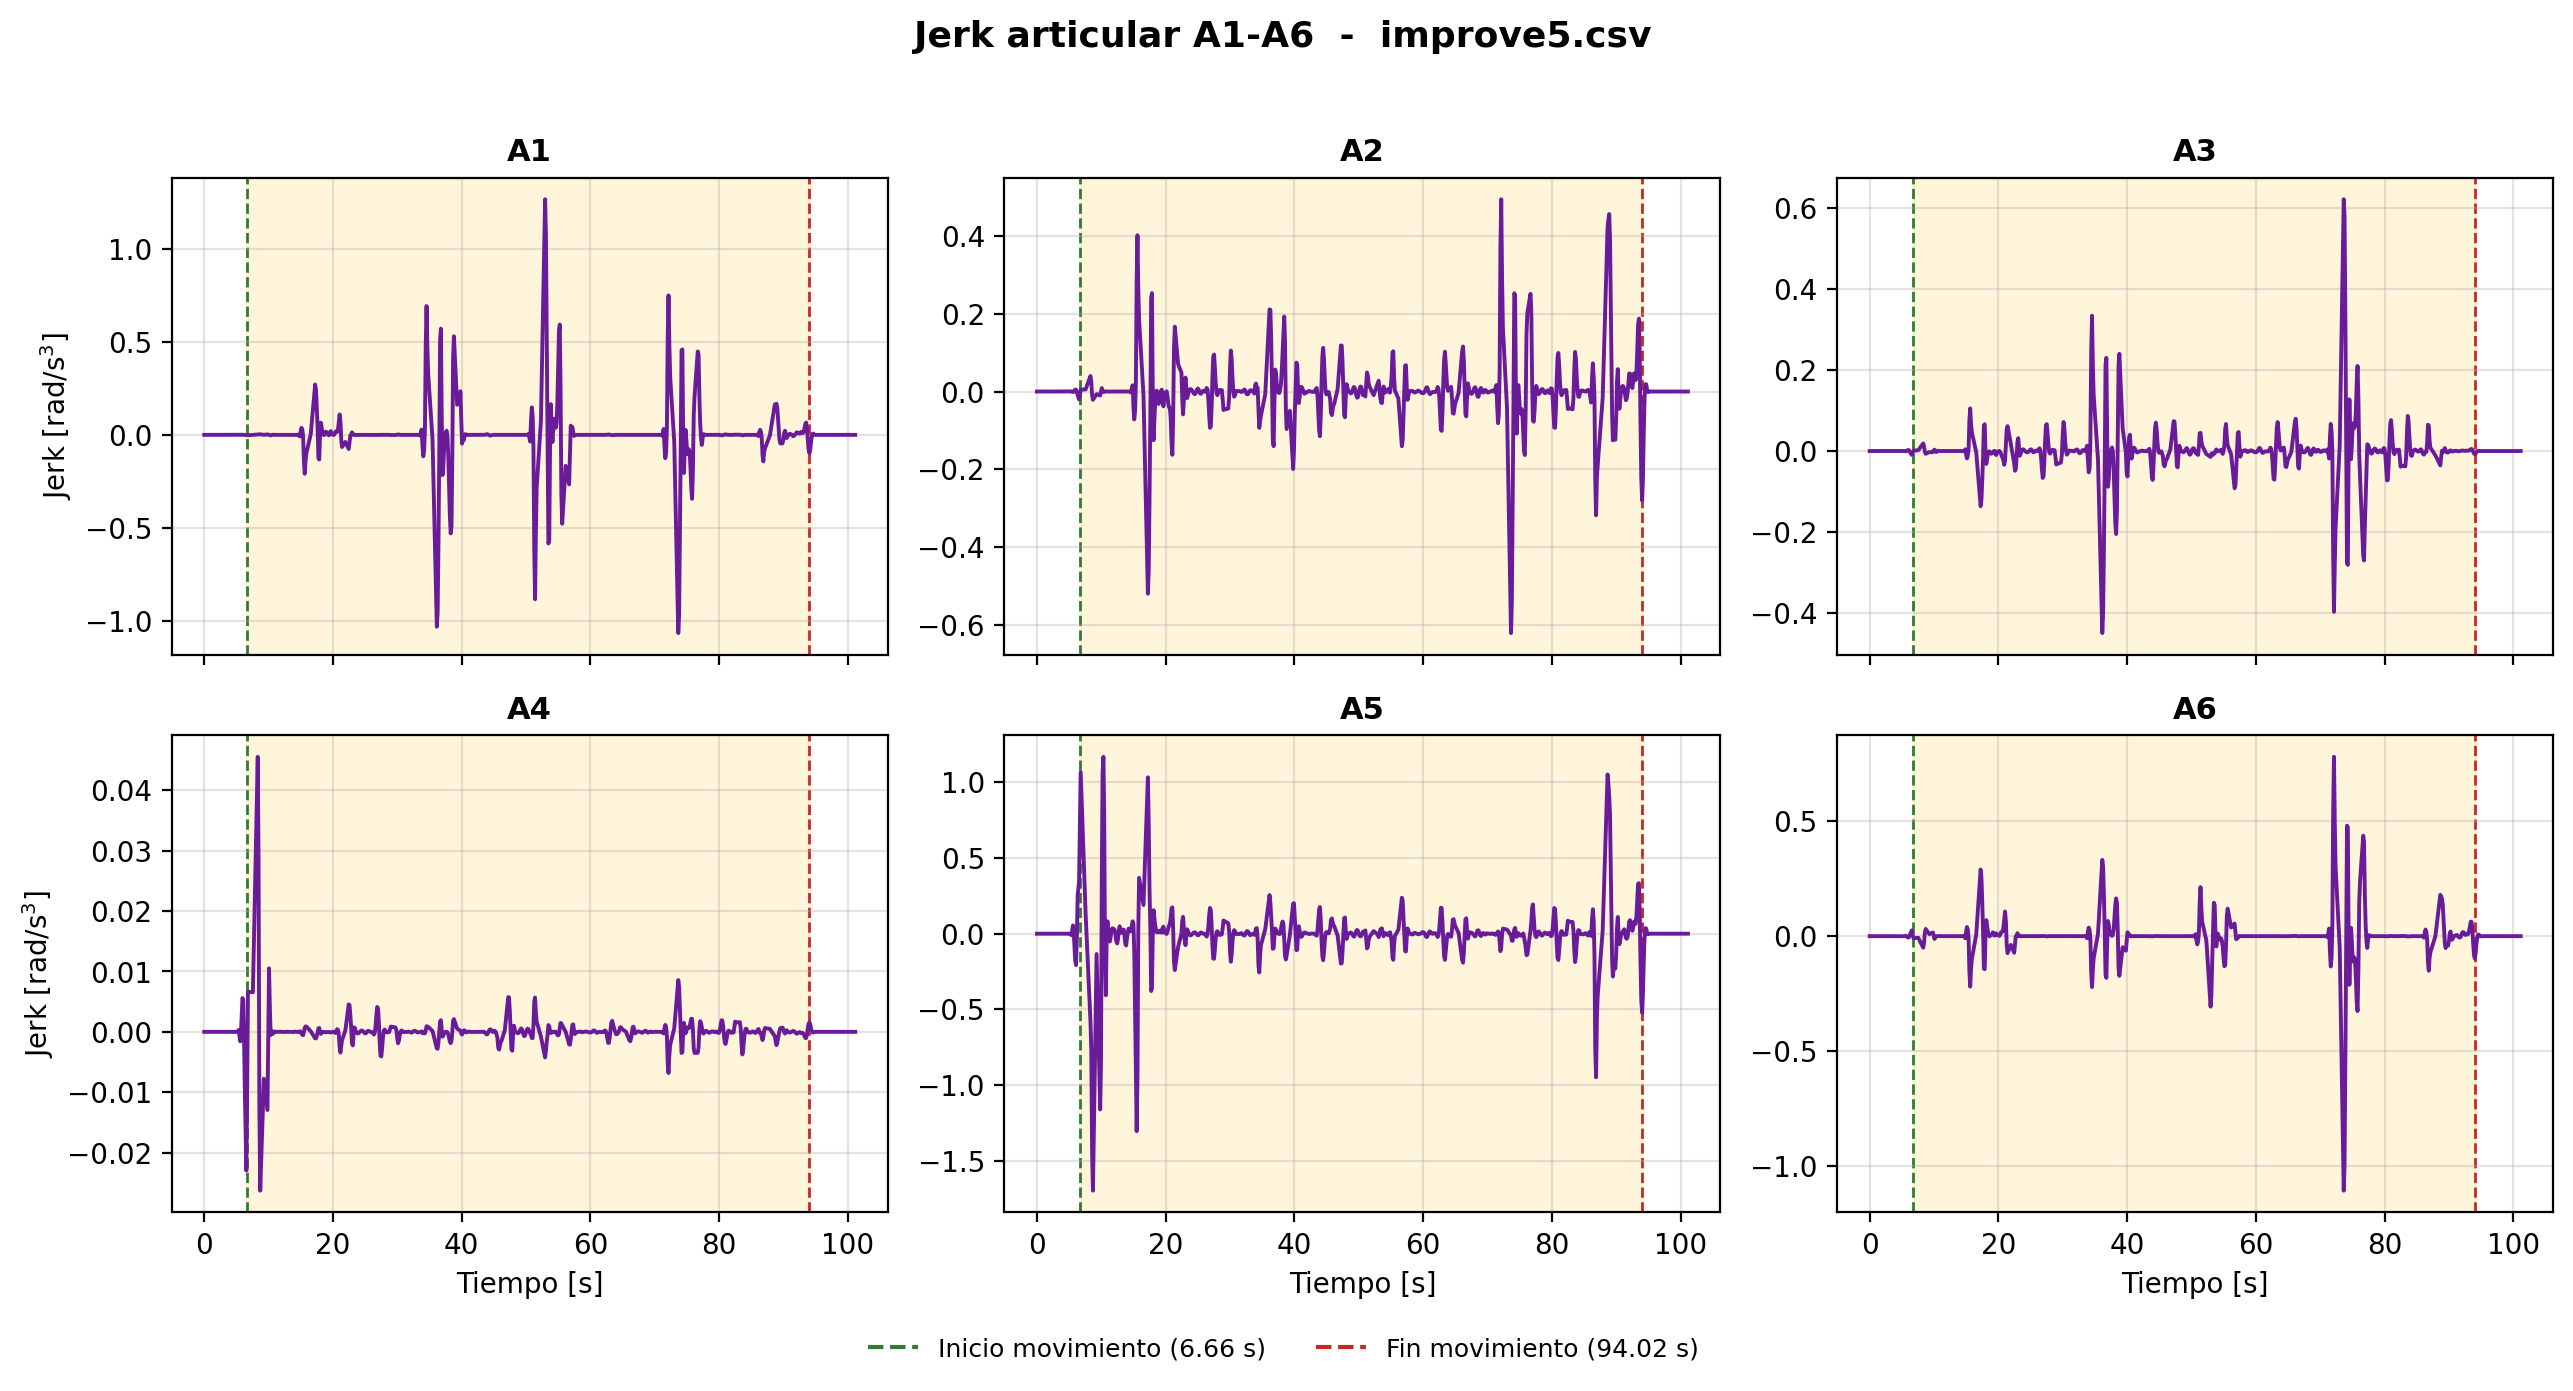 Jerk articular A1-A6 - improve5.csv
A1
A2
A3
Jerk [rad/s³]
1.0
0.5
0.0
−0.5
−1.0
0.4
0.2
0.0
−0.2
−0.4
−0.6
0.6
0.4
0.2
0.0
−0.2
−0.4
A4
A5
A6
Jerk [rad/s³]
0.04
0.03
0.02
0.01
0.00
−0.01
−0.02
1.0
0.5
0.0
−0.5
−1.0
−1.5
0.5
0.0
−0.5
−1.0
0 20 40 60 80 100
0 20 40 60 80 100
0 20 40 60 80 100
Tiempo [s]
Tiempo [s]
Tiempo [s]
Inicio movimiento (6.66 s)
Fin movimiento (94.02 s)